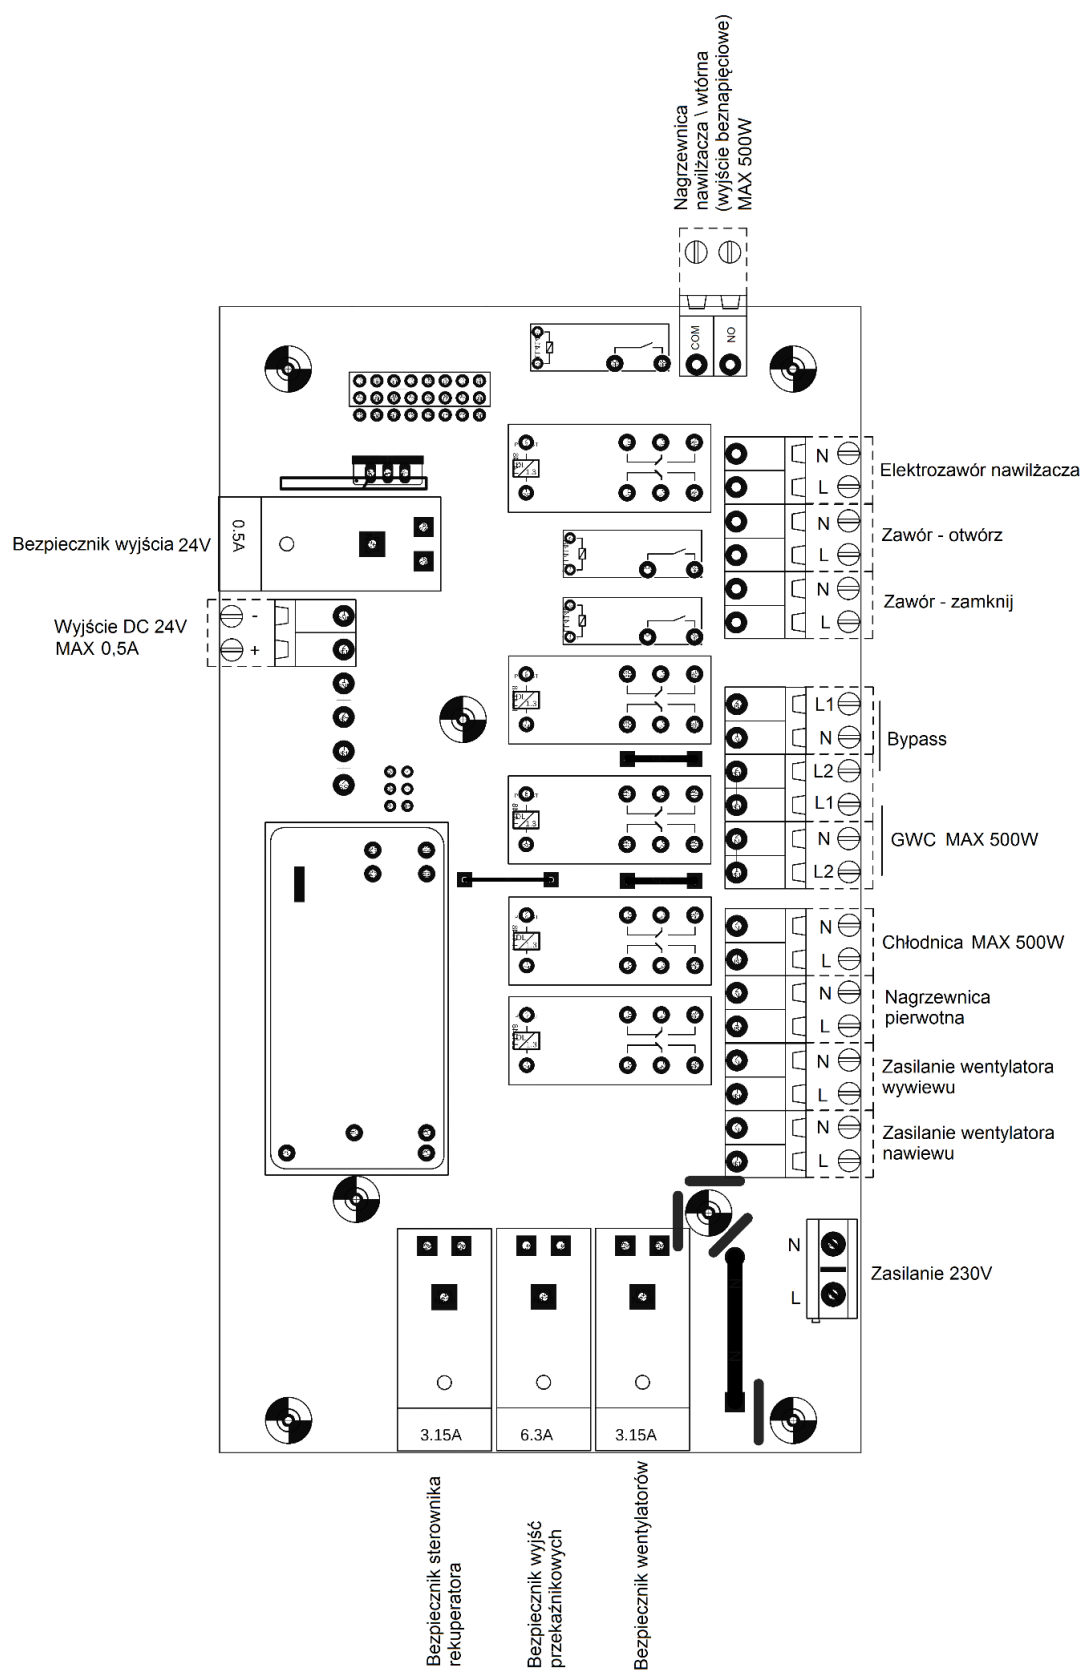 Nagrzewnica
nawilżacza \ wtórna
(wyjście beznapięciowe)
MAX 500W
COM
NO
N
Elektrozawór nawilżacza
L
N
Zawór - otwórz
L
N
Zawór - zamknij
L
0.5A
Bezpiecznik wyjścia 24V
-
Wyjście DC 24V
MAX 0,5A
+
L1
Bypass
N
L2
L1
GWC MAX 500W
N
L2
N
Chłodnica MAX 500W
L
N
Nagrzewnica
pierwotna
L
N
Zasilanie wentylatora
wywiewu
L
N
Zasilanie wentylatora
nawiewu
L
N
Zasilanie 230V
L
N
N
3.15A
6.3A
3.15A
Bezpiecznik sterownika
rekuperatora
Bezpiecznik wyjść
przekaźnikowych
Bezpiecznik wentylatorów